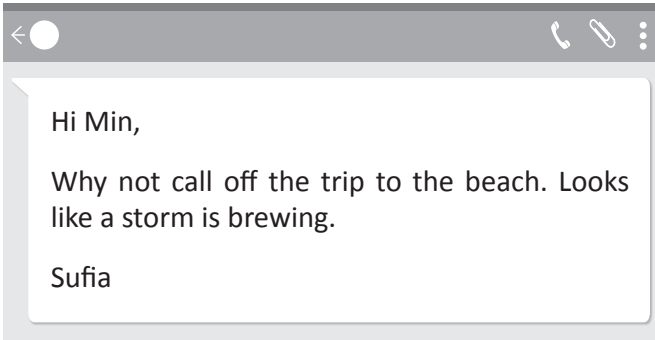 Hi Min,
Why not call off the trip to the beach. Looks
like a storm is brewing.
Sufia